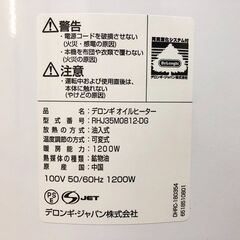 警告
・電源コードを破損させない
(火災・感電の原因)
・本機を布団や衣類で覆わない
(火災の原因)
注意
・運転中および使用直後は、
本体に触れない
(やけどの原因)
DeLonghi
品名:デロンギ オイルヒーター
型式名:RHJ35M0812-DG
放熱の方式:油入式
温度調節の方式:可変式
定格電力:1200W
熱媒体の種類:鉱物油
原産国:中国
100V 50/60Hz 1200W
PSE
SJET
デロンギ・ジャパン株式会社